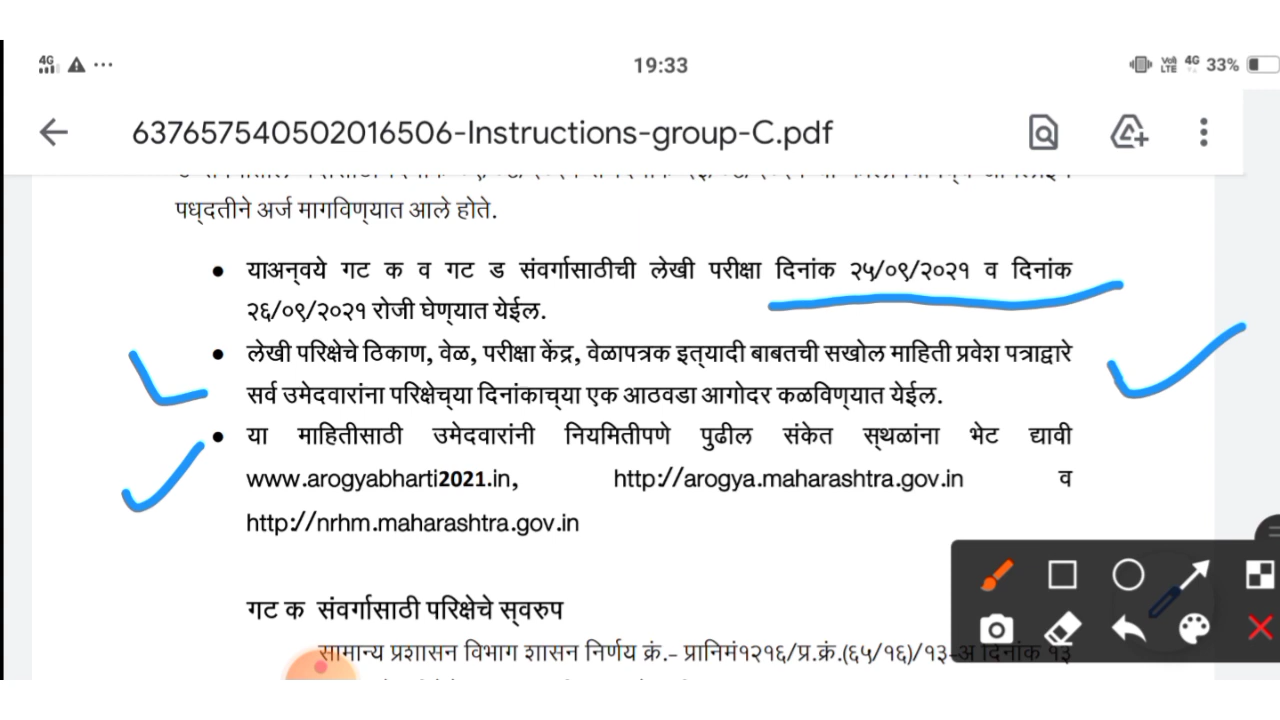 4G
19:33
4G 33%
637657540502016506-Instructions-group-C.pdf
पध्दतीने अर्ज मागविण्यात आले होते.
• याअन्वये गट क व गट ड संवर्गासाठीची लेखी परीक्षा दिनांक २५/०९/२०२१ व दिनांक
२६/०९/२०२१ रोजी घेण्यात येईल.
• लेखी परिक्षेचे ठिकाण, वेळ, परीक्षा केंद्र, वेळापत्रक इत्यादी बाबतची सखोल माहिती प्रवेश पत्राद्वारे
सर्व उमेदवारांना परिक्षेच्या दिनांकाच्या एक आठवडा आगोदर कळविण्यात येईल.
• या माहितीसाठी उमेदवारांनी नियमितीपणे पुढील संकेत स्थळांना भेट द्यावी
www.arogyabharti2021.in, http://arogya.maharashtra.gov.in व
http://nrhm.maharashtra.gov.in
गट क संवर्गासाठी परिक्षेचे स्वरुप
सामान्य प्रशासन विभाग शासन निर्णय क्रं.- प्रानिमं१२१६/प्र.क्रं.(६५/१६)/१३-अ दिनांक १३